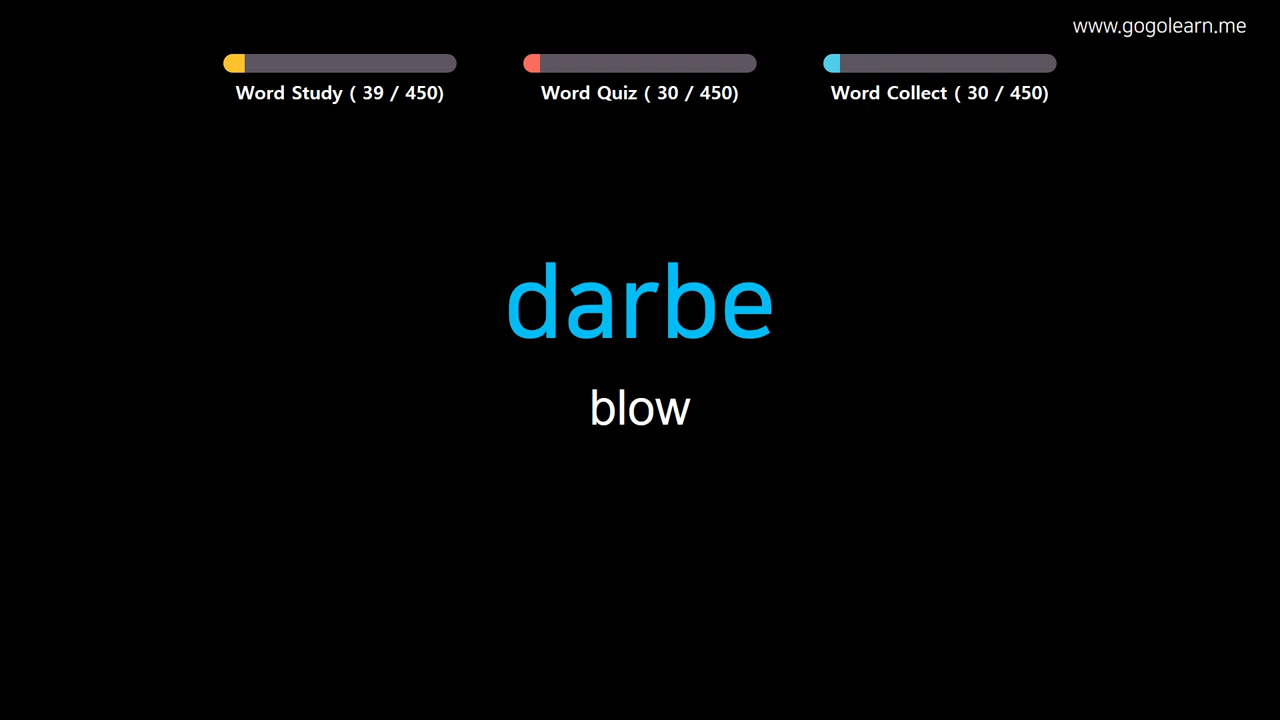 www.gogolearn.me
Word Study ( 39 / 450)
Word Quiz ( 30 / 450)
Word Collect ( 30 / 450)
darbe
blow